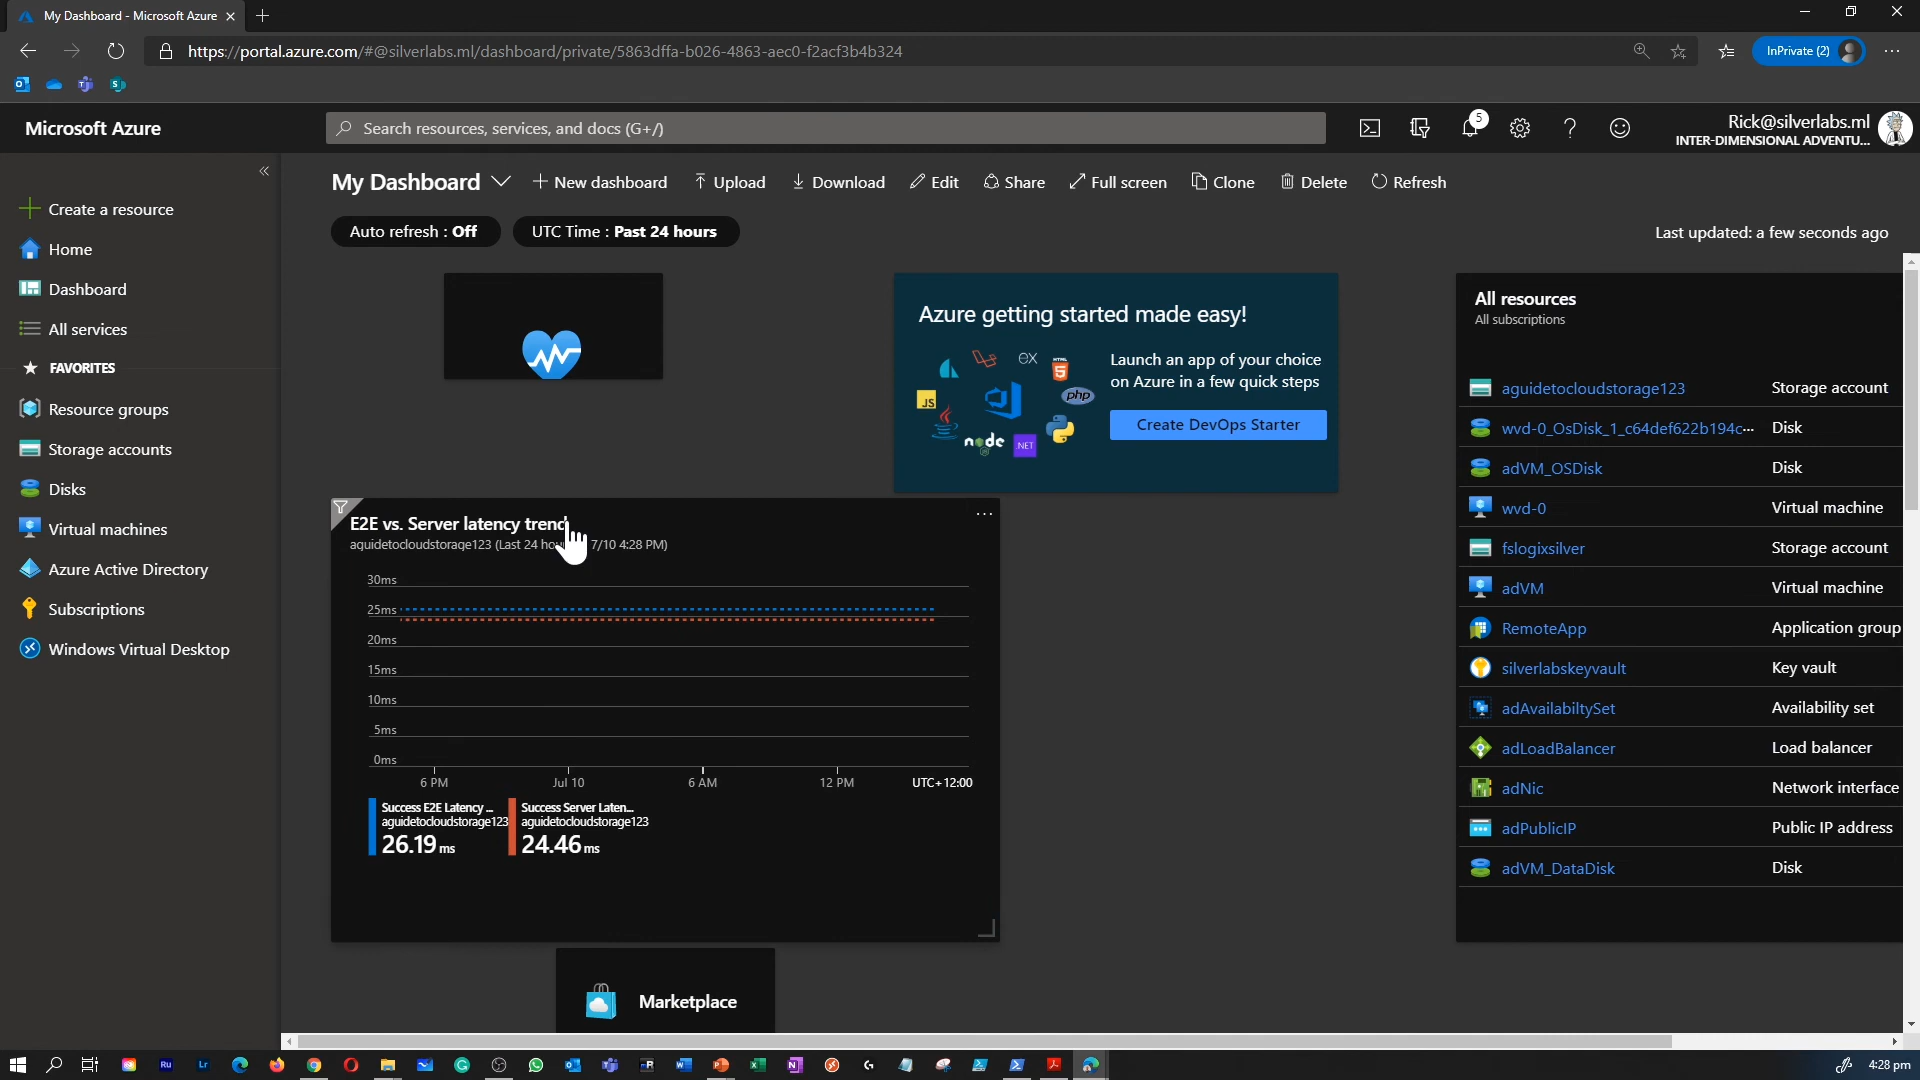 My Dashboard - Microsoft Azure
https://portal.azure.com/#@silverlabs.ml/dashboard/private/5863dffa-b026-4863-aec0-f2acf3b4b324
InPrivate (2)
Microsoft Azure
Search resources, services, and docs (G+/)
5
Rick@silverlabs.ml
INTER-DIMENSIONAL ADVENTU...
Create a resource
Home
Dashboard
All services
FAVORITES
Resource groups
Storage accounts
Disks
Virtual machines
Azure Active Directory
Subscriptions
Windows Virtual Desktop
My Dashboard
New dashboard
Upload
Download
Edit
Share
Full screen
Clone
Delete
Refresh
Auto refresh : Off
UTC Time : Past 24 hours
Last updated: a few seconds ago
Azure getting started made easy!
Launch an app of your choice
on Azure in a few quick steps
Create DevOps Starter
ex
HTML
5
JS
php
node
.NET
E2E vs. Server latency trend
aguidetocloudstorage123 (Last 24 7/10 4:28 PM)
30ms
25ms
20ms
15ms
10ms
5ms
0ms
6 PM
Jul 10
6 AM
12 PM
UTC+12:00
Success E2E Latency ...
aguidetocloudstorage123
26.19 ms
Success Server Laten...
aguidetocloudstorage123
24.46 ms
Marketplace
All resources
All subscriptions
aguidetocloudstorage123 Storage account
wvd-0_OsDisk_1_c64def622b194c... Disk
adVM_OSDisk Disk
wvd-0 Virtual machine
fslogixsilver Storage account
adVM Virtual machine
RemoteApp Application group
silverlabskeyvault Key vault
adAvailabiltySet Availability set
adLoadBalancer Load balancer
adNic Network interface
adPublicIP Public IP address
adVM_DataDisk Disk
Ru
Lr
4:28 pm